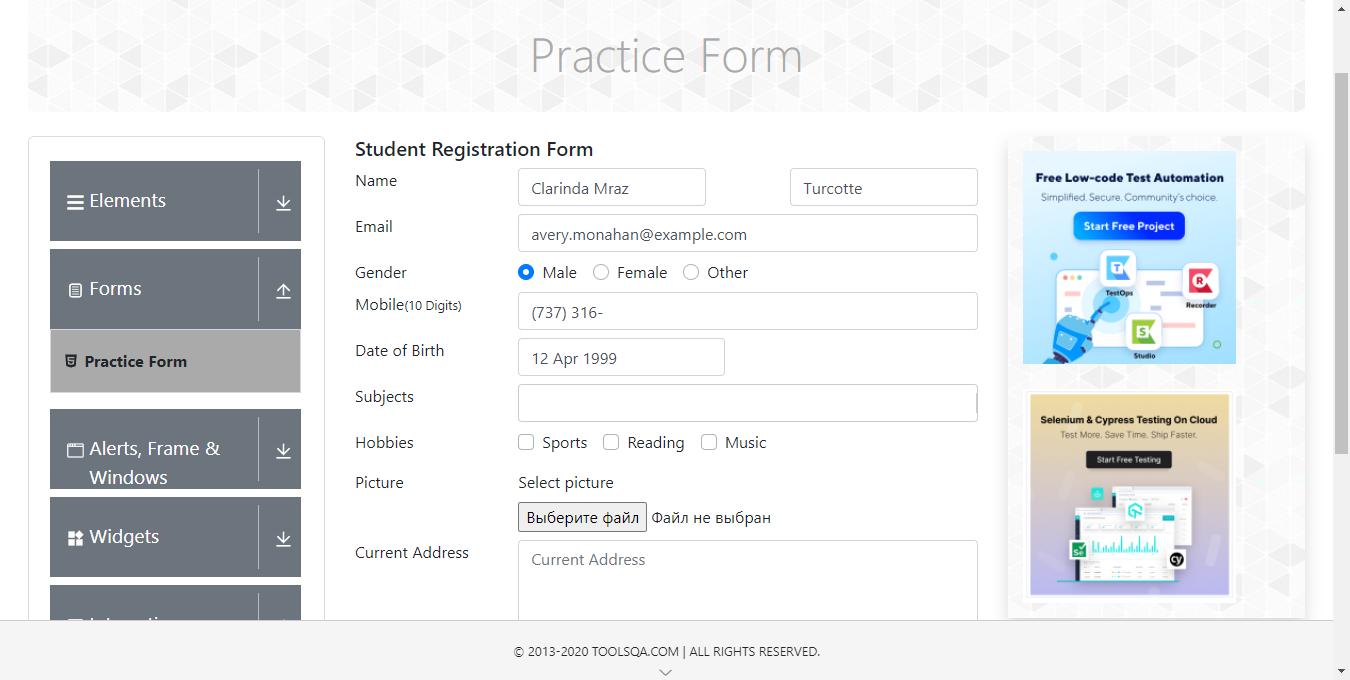 Practice Form
Elements
Forms
Practice Form
Alerts, Frame &
Windows
Widgets
Student Registration Form
Name Clarinda Mraz Turcotte
Email avery.monahan@example.com
Gender Male Female Other
Mobile(10 Digits) (737) 316-
Date of Birth 12 Apr 1999
Subjects
Hobbies Sports Reading Music
Picture Select picture
Выберите файл Файл не выбран
Current Address Current Address
Free Low-code Test Automation
Simplified. Secure. Community's choice.
Start Free Project
TestOps
Recorder
Studio
Selenium & Cypress Testing On Cloud
Test More. Save Time. Ship Faster.
Start Free Testing
Se
cy
© 2013-2020 TOOLSQA.COM | ALL RIGHTS RESERVED.